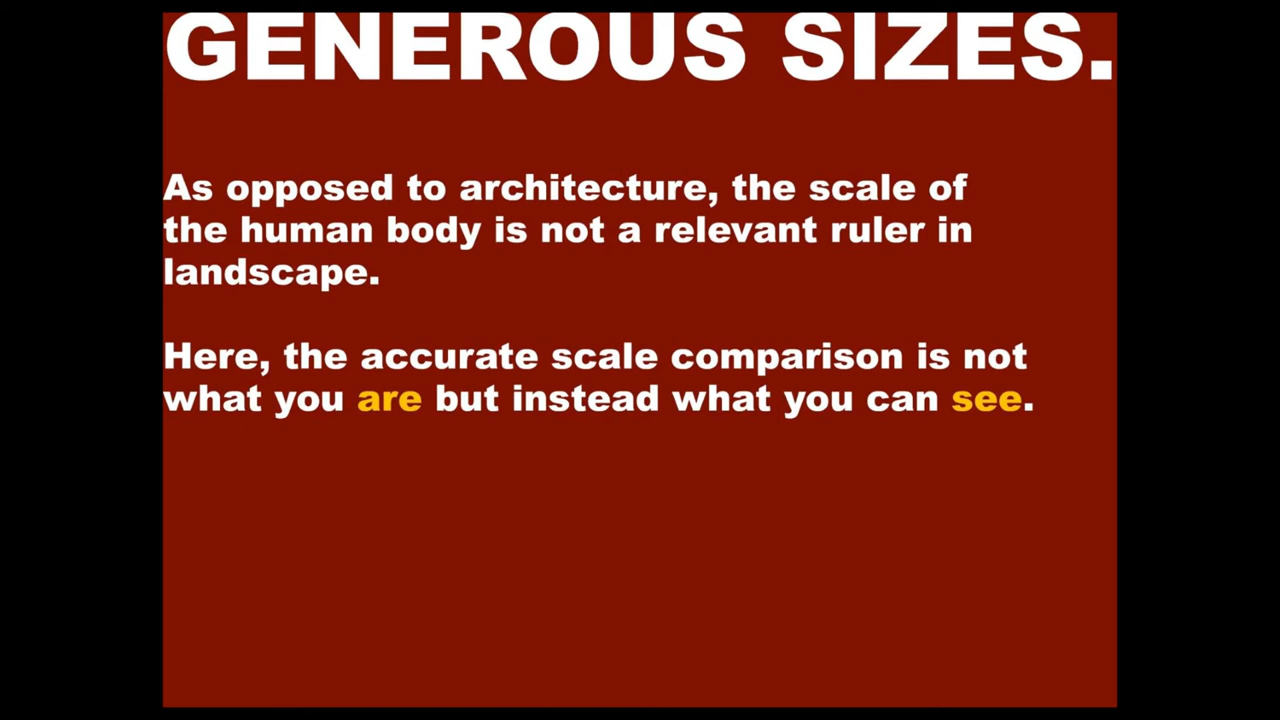 GENEROUS SIZES.
As opposed to architecture, the scale of
the human body is not a relevant ruler in
landscape.
Here, the accurate scale comparison is not
what you are but instead what you can see.